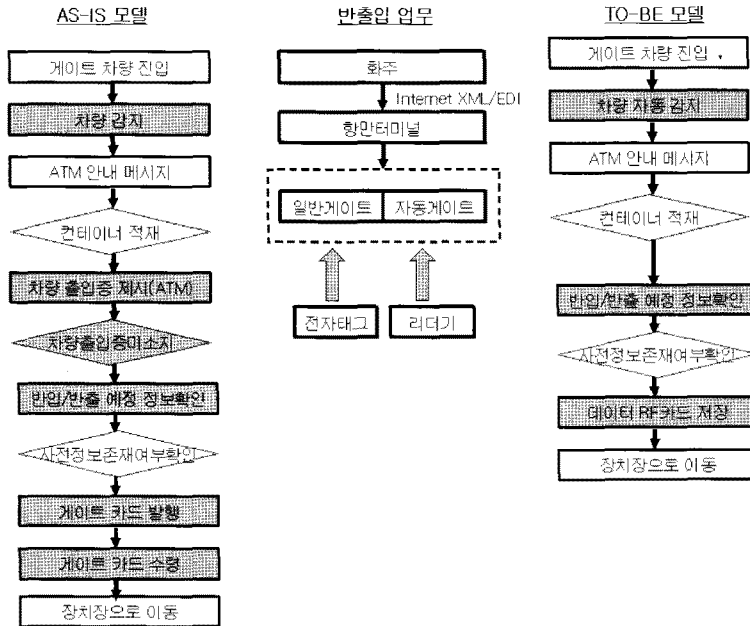 AS-IS 모델
게이트 차량 진입
차량 감지
ATM 안내 메시지
컨테이너 적재
차량 출입증 제시(ATM)
차량출입증미소지
반입/반출 예정 정보확인
사전정보존재여부확인
게이트 카드 발행
게이트 카드 수령
장치장으로 이동
반출입 업무
화주
Internet XML/EDI
항만터미널
일반게이트 자동게이트
전자태그 리더기
TO-BE 모델
게이트 차량 진입
차량 자동 감지
ATM 안내 메시지
컨테이너 적재
반입/반출 예정 정보확인
사전정보존재여부확인
데이터 RF카드 저장
장치장으로 이동